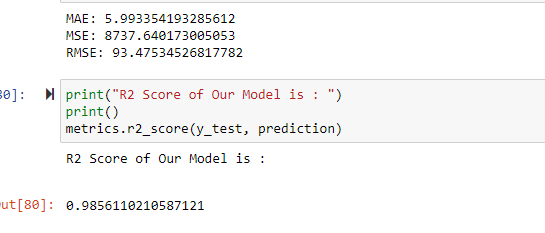 MAE: 5.993354193285612
MSE: 8737.640173005053
RMSE: 93.47534526817782
80]:
print("R2 Score of Our Model is : ")
print()
metrics.r2_score(y_test, prediction)
R2 Score of Our Model is :
ut[80]: 0.9856110210587121